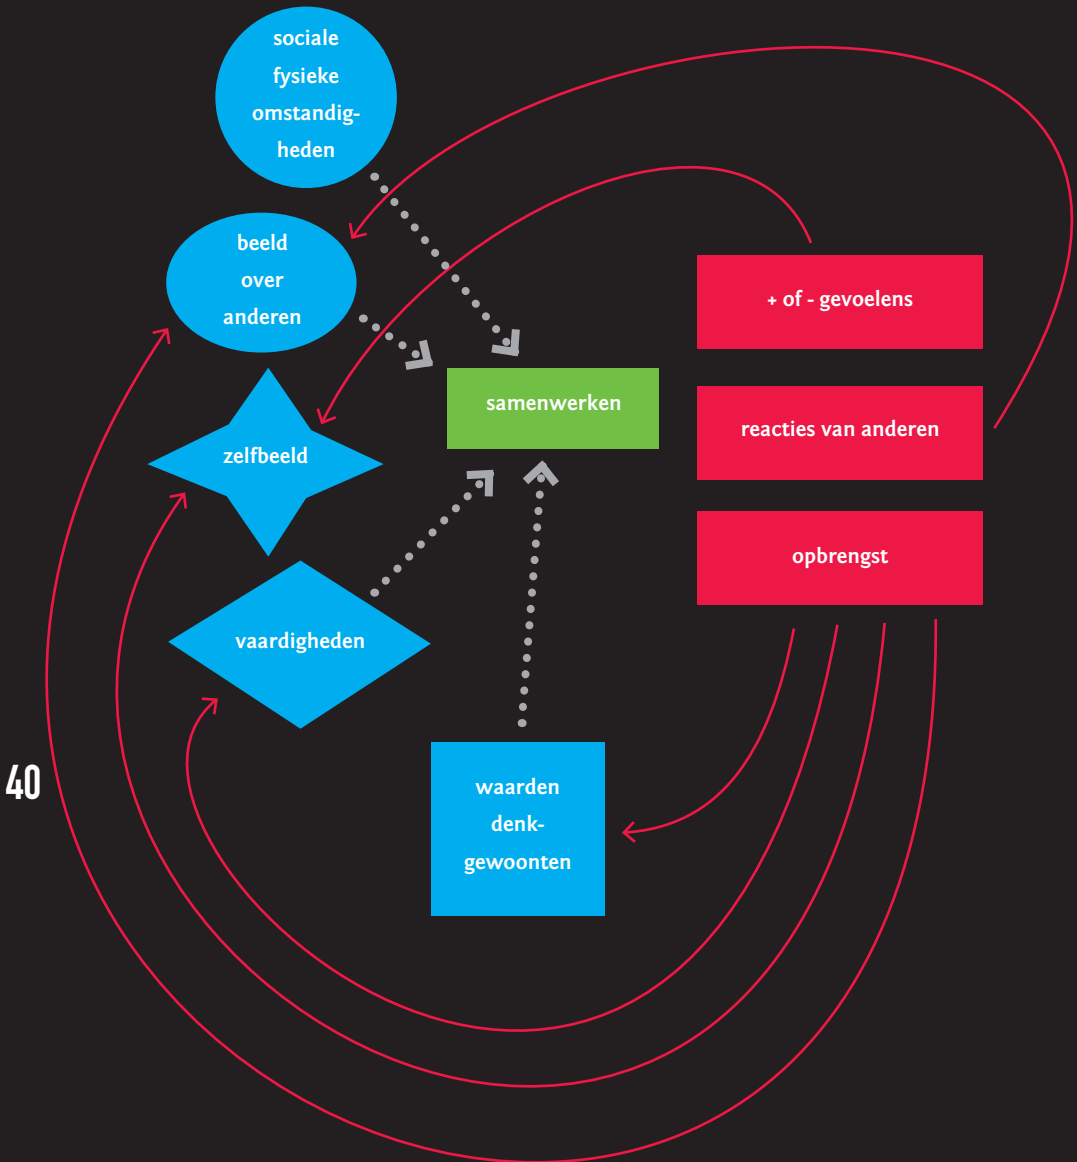 sociale
fysieke
omstandig-
heden
beeld
over
anderen
+ of - gevoelens
samenwerken
reacties van anderen
zelfbeeld
opbrengst
vaardigheden
40
waarden
denk-
gewoonten